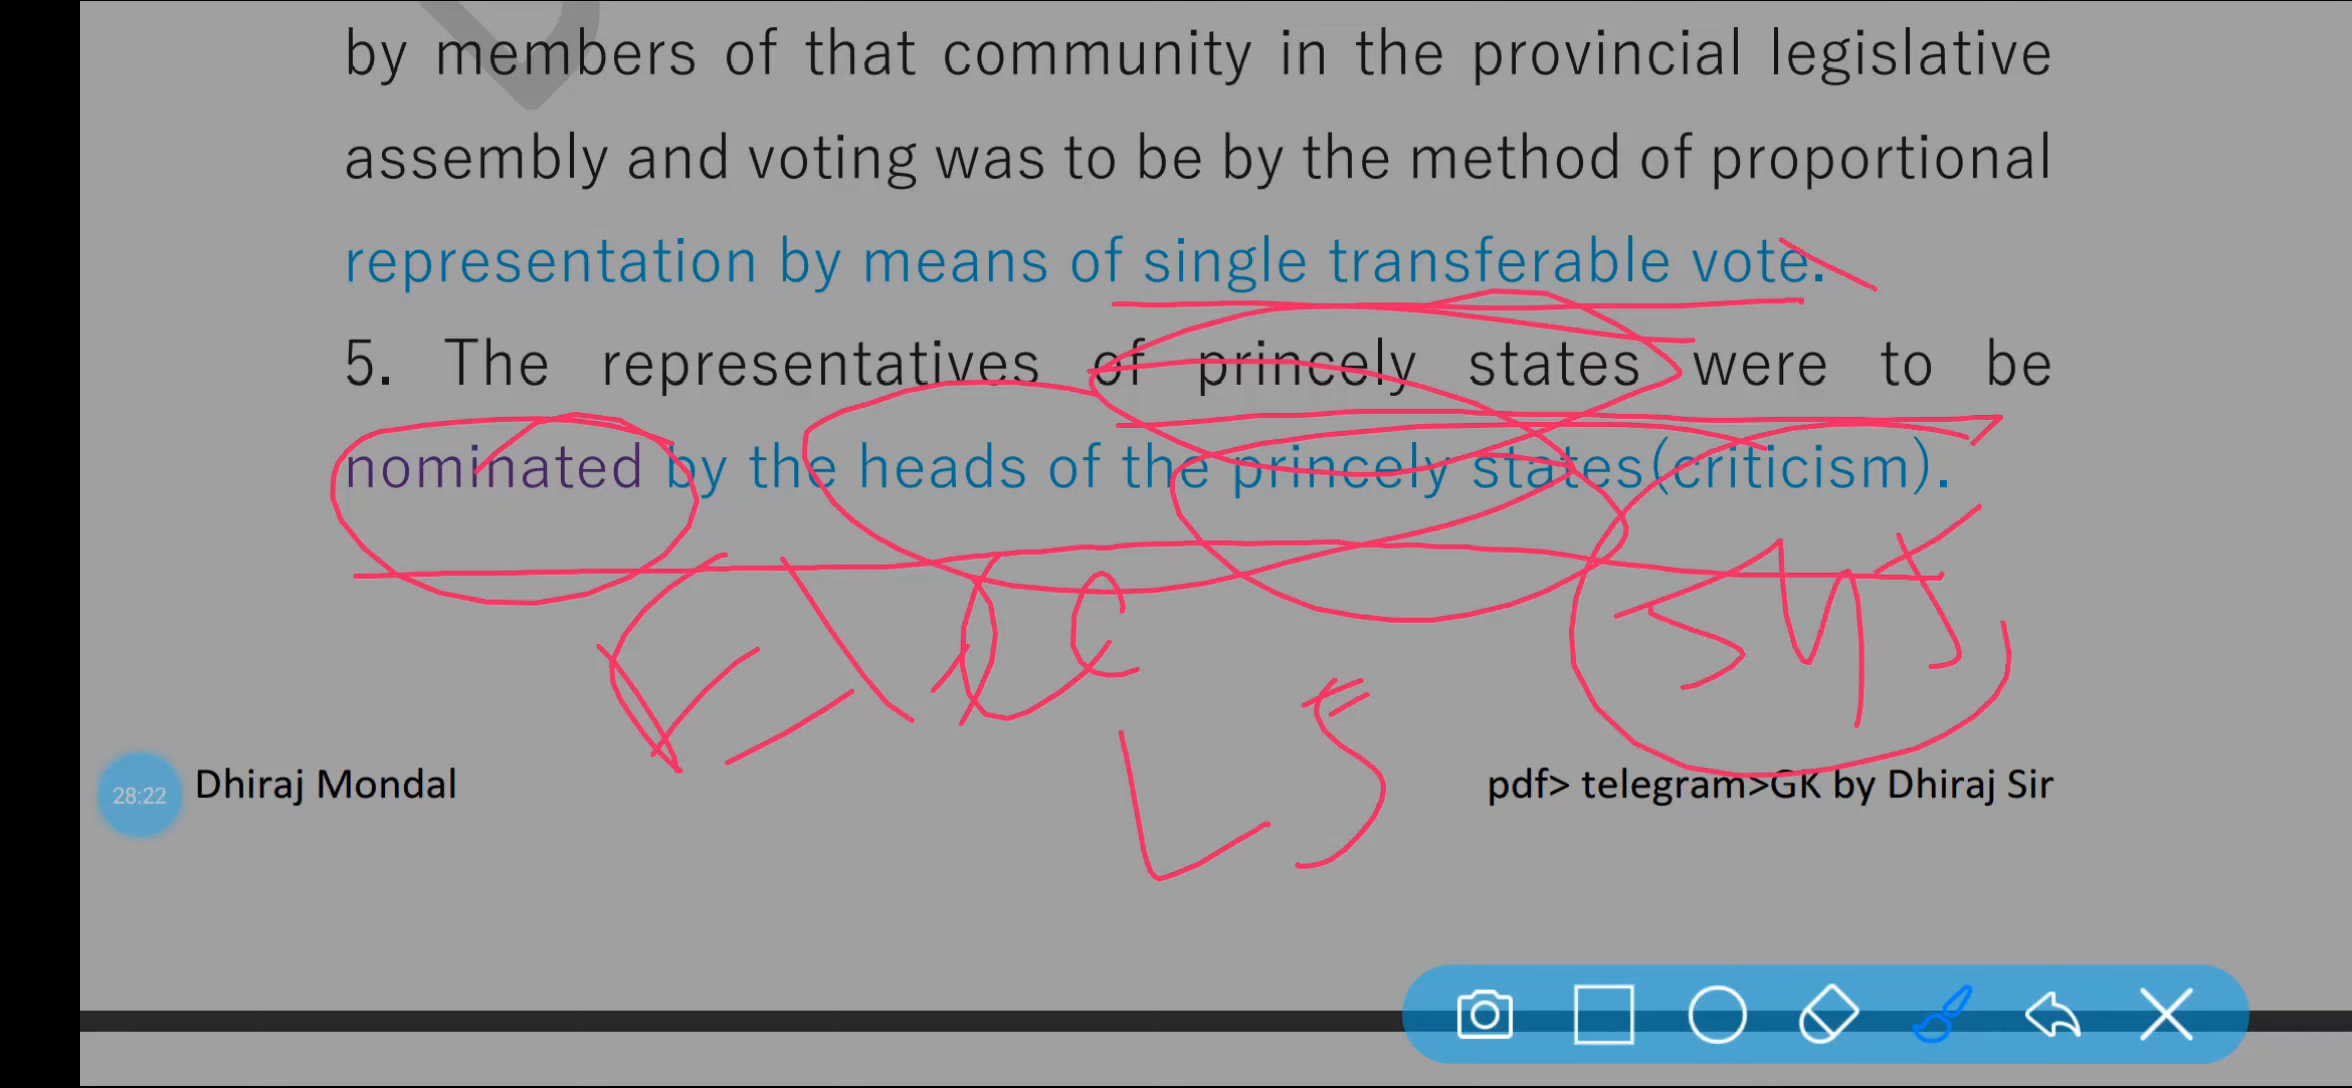 by members of that community in the provincial legislative
assembly and voting was to be by the method of proportional
representation by means of single transferable vote.
5. The representatives of princely states were to be
nominated by the heads of the princely states(criticism).
LS
28:22
Dhiraj Mondal
pdf> telegram>GK by Dhiraj Sir